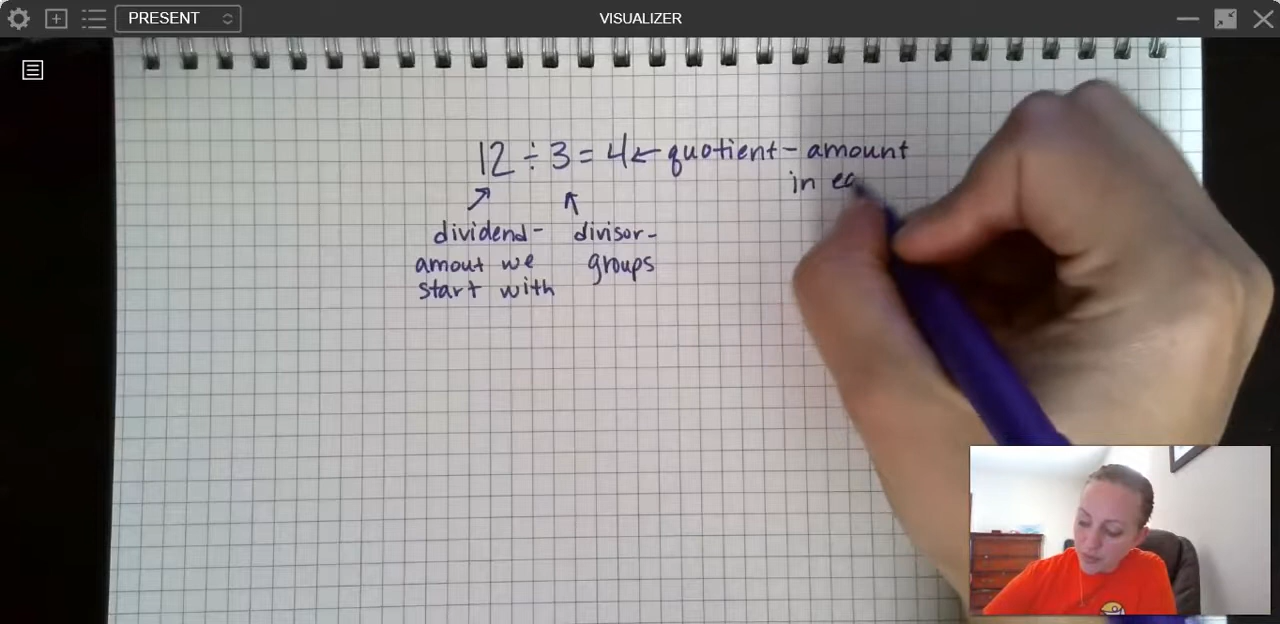 PRESENT
VISUALIZER
12 ÷ 3 = 4 ← quotient - amount
in
dividend - divisor -
amout we groups
start with